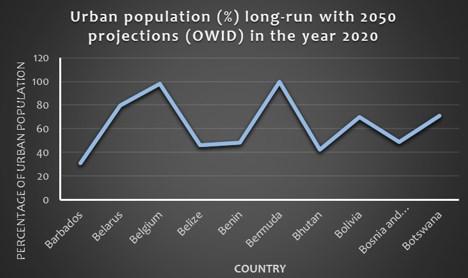 Urban population (%) long-run with 2050
projections (OWID) in the year 2020
PERCENTAGE OF URBAN POPULATION
120
100
80
60
40
20
0
Barbados
Belarus
Belgium
Belize
Benin
Bermuda
Bhutan
Bolivia
Bosnia and...
Botswana
COUNTRY